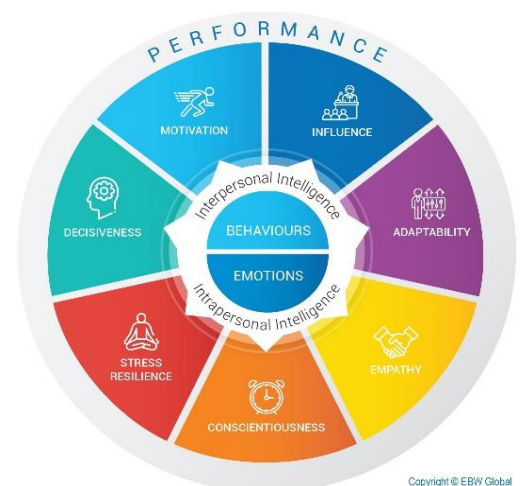 PERFORMANCE
MOTIVATION
INFLUENCE
DECISIVENESS
ADAPTABILITY
Interpersonal Intelligence
BEHAVIOURS
EMOTIONS
Intrapersonal Intelligence
STRESS
RESILIENCE
EMPATHY
CONSCIENTIOUSNESS
Copyright © EBW Global